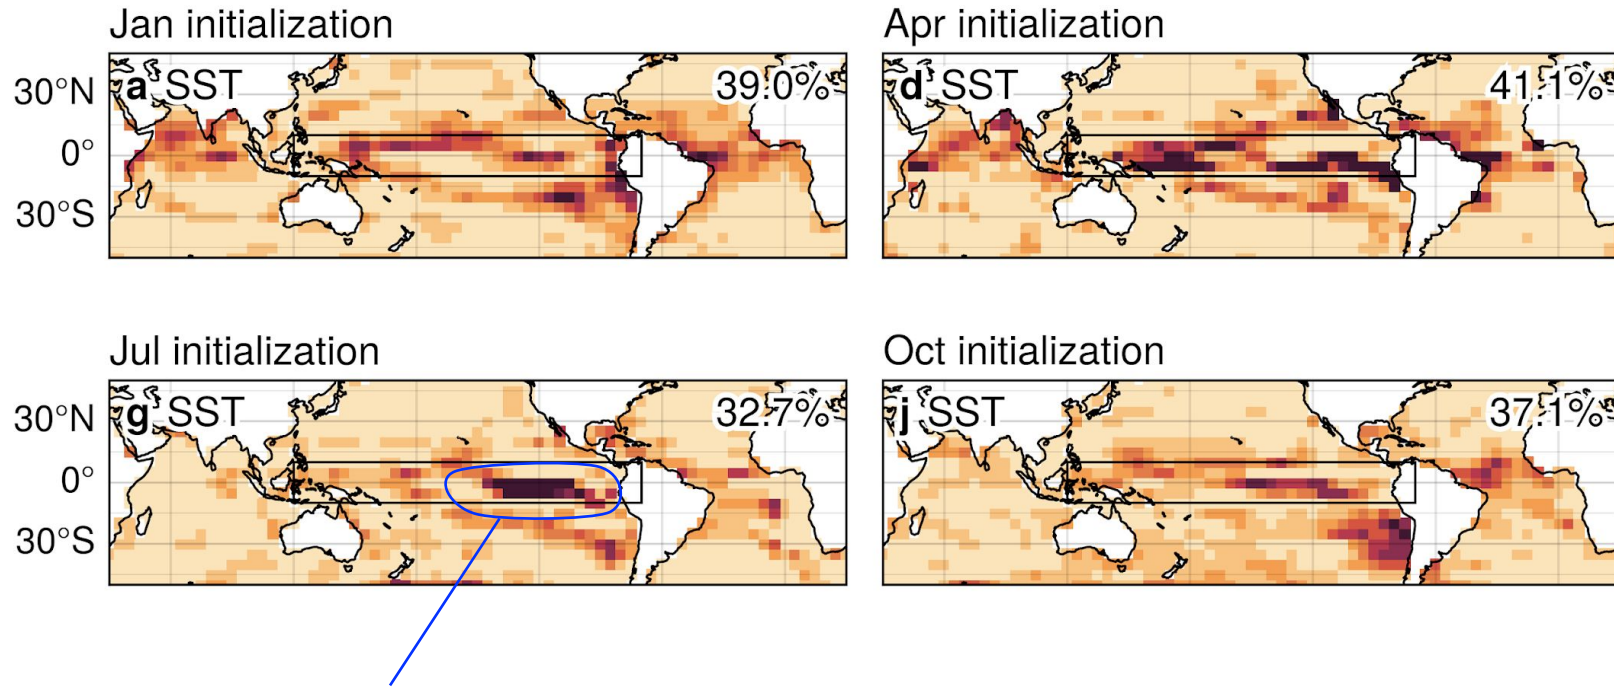 Jan initialization
Apr initialization
30°N
a SST
39.0%
d SST
41.1%
0°
30°S
Jul initialization
Oct initialization
30°N
g SST
32.7%
j SST
37.1%
0°
30°S